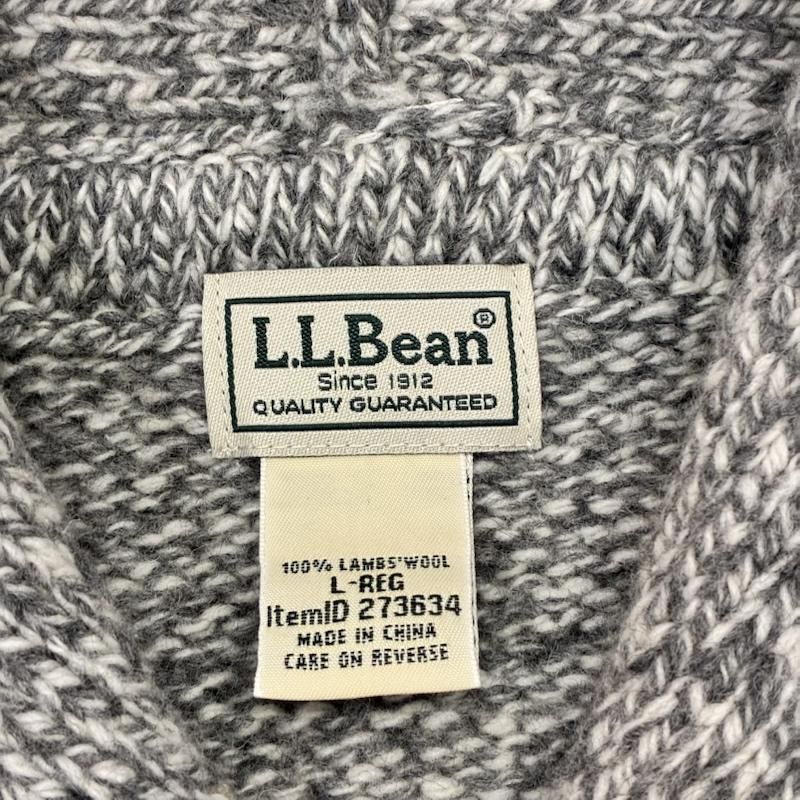 L.L.Bean®
Since 1912
QUALITY GUARANTEED
100% LAMBS'WOOL
L-REG
ItemID 273634
MADE IN CHINA
CARE ON REVERSE